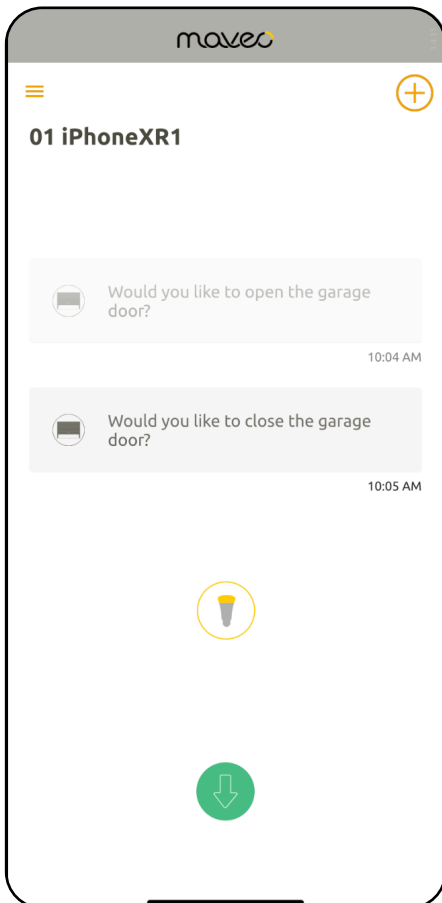 maveo
01 iPhoneXR1
Would you like to open the garage
door?
10:04 AM
Would you like to close the garage
door?
10:05 AM